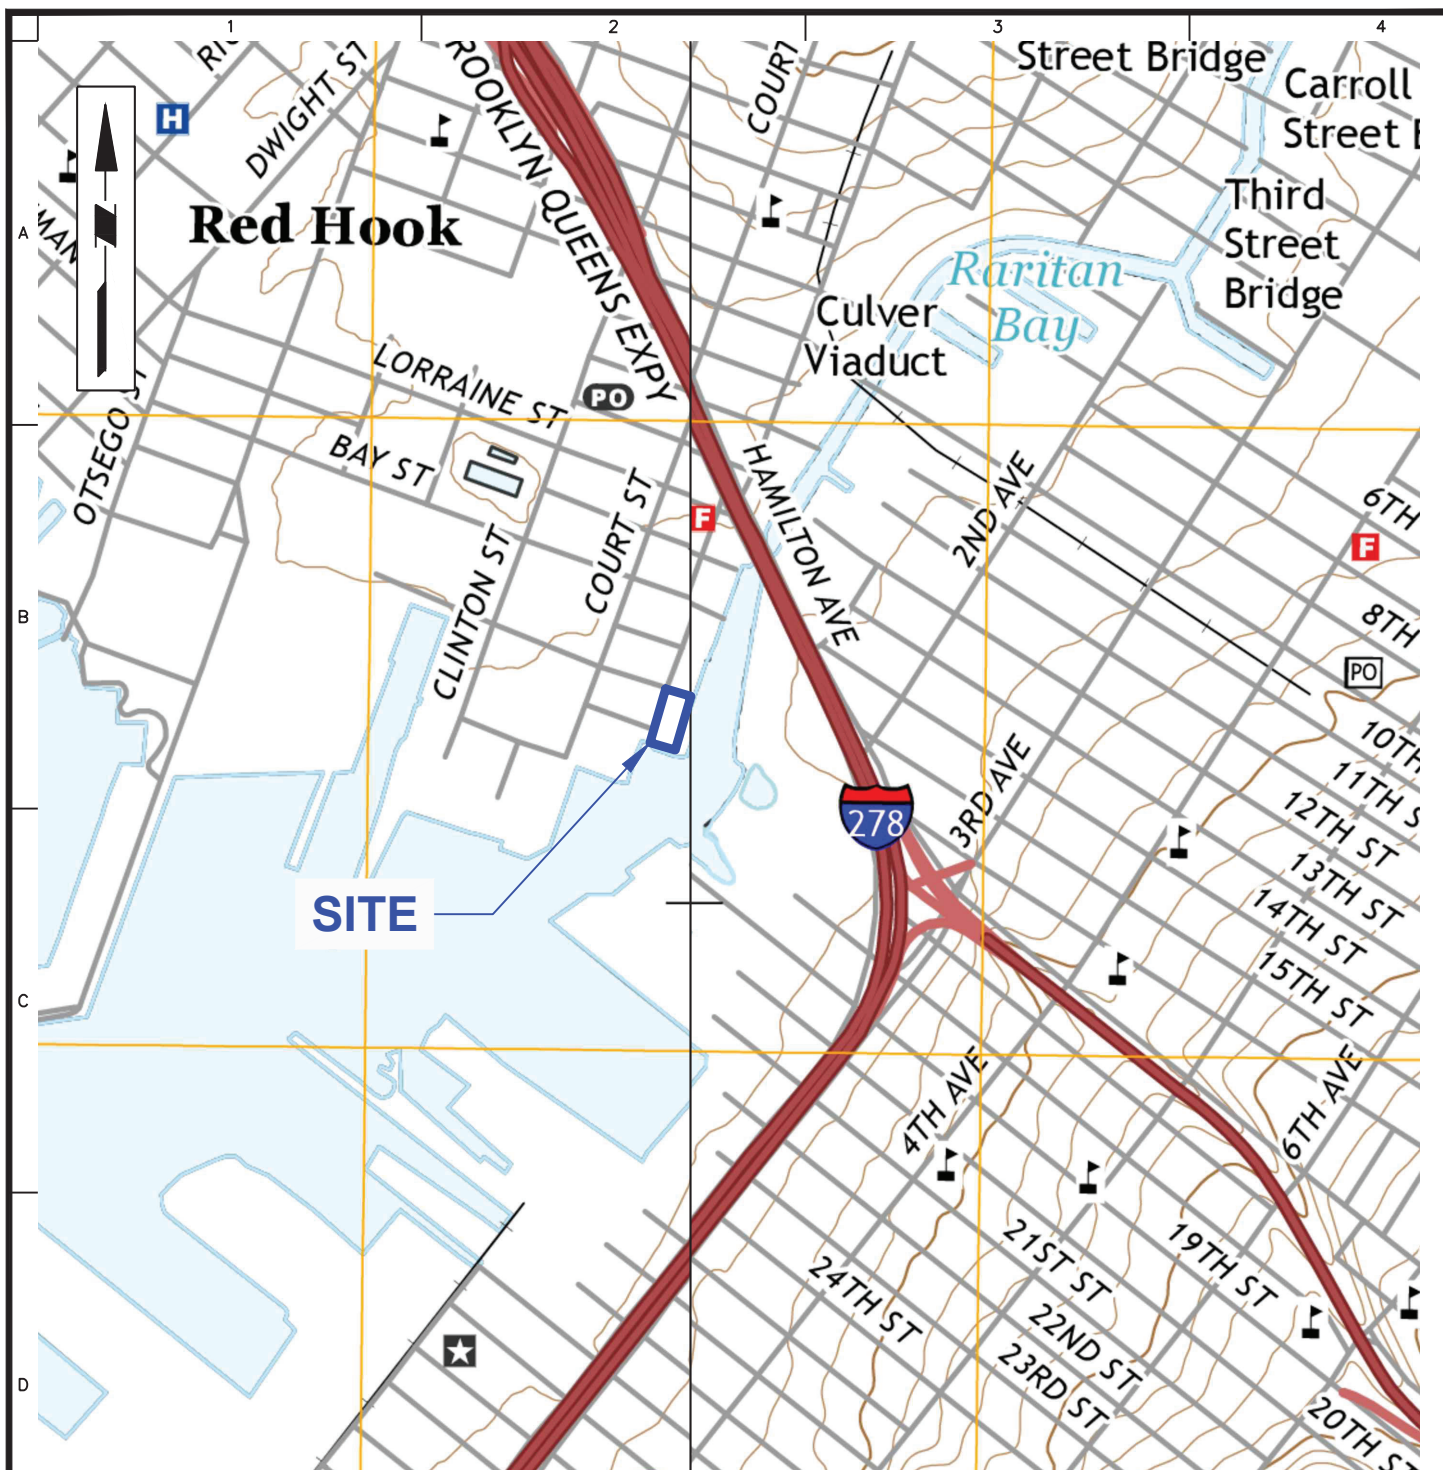 1
2
3
4
A
B
C
D
H
DWIGHT ST
ROOKLYN QUEENS EXPY
COURT
Street Bridge
Carroll
Street
Third
Street
Bridge
Red Hook
Raritan
Bay
Culver
Viaduct
LORRAINE ST
PO
OTSEGO ST
BAY ST
CLINTON ST
COURT ST
F
HAMILTON AVE
2ND AVE
6TH
F
8TH
PO
10TH
11TH S
12TH ST
13TH ST
14TH ST
15TH ST
3RD AVE
278
SITE
4TH AVE
6TH AVE
19TH ST
21ST ST
22ND ST
23RD ST
24TH ST
20TH ST